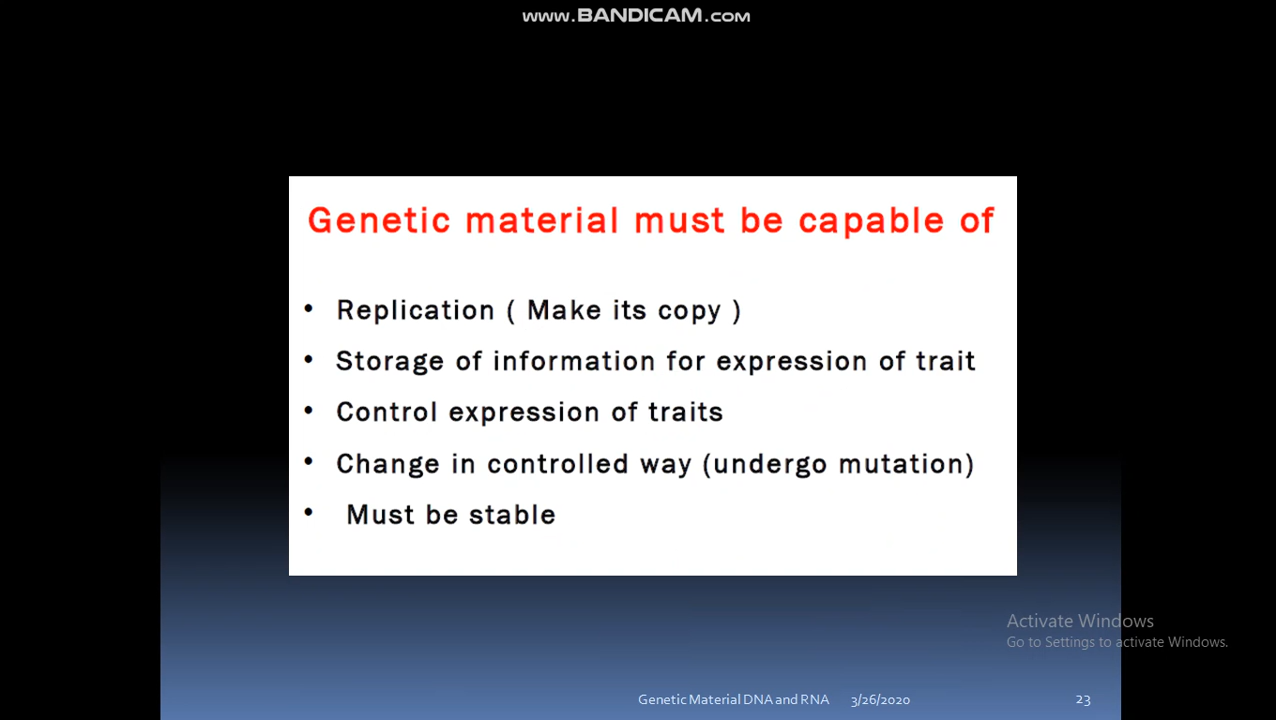 www.BANDICAM.com
Genetic material must be capable of
• Replication ( Make its copy )
• Storage of information for expression of trait
• Control expression of traits
• Change in controlled way (undergo mutation)
• Must be stable
Activate Windows
Go to Settings to activate Windows.
Genetic Material DNA and RNA 3/26/2020 23